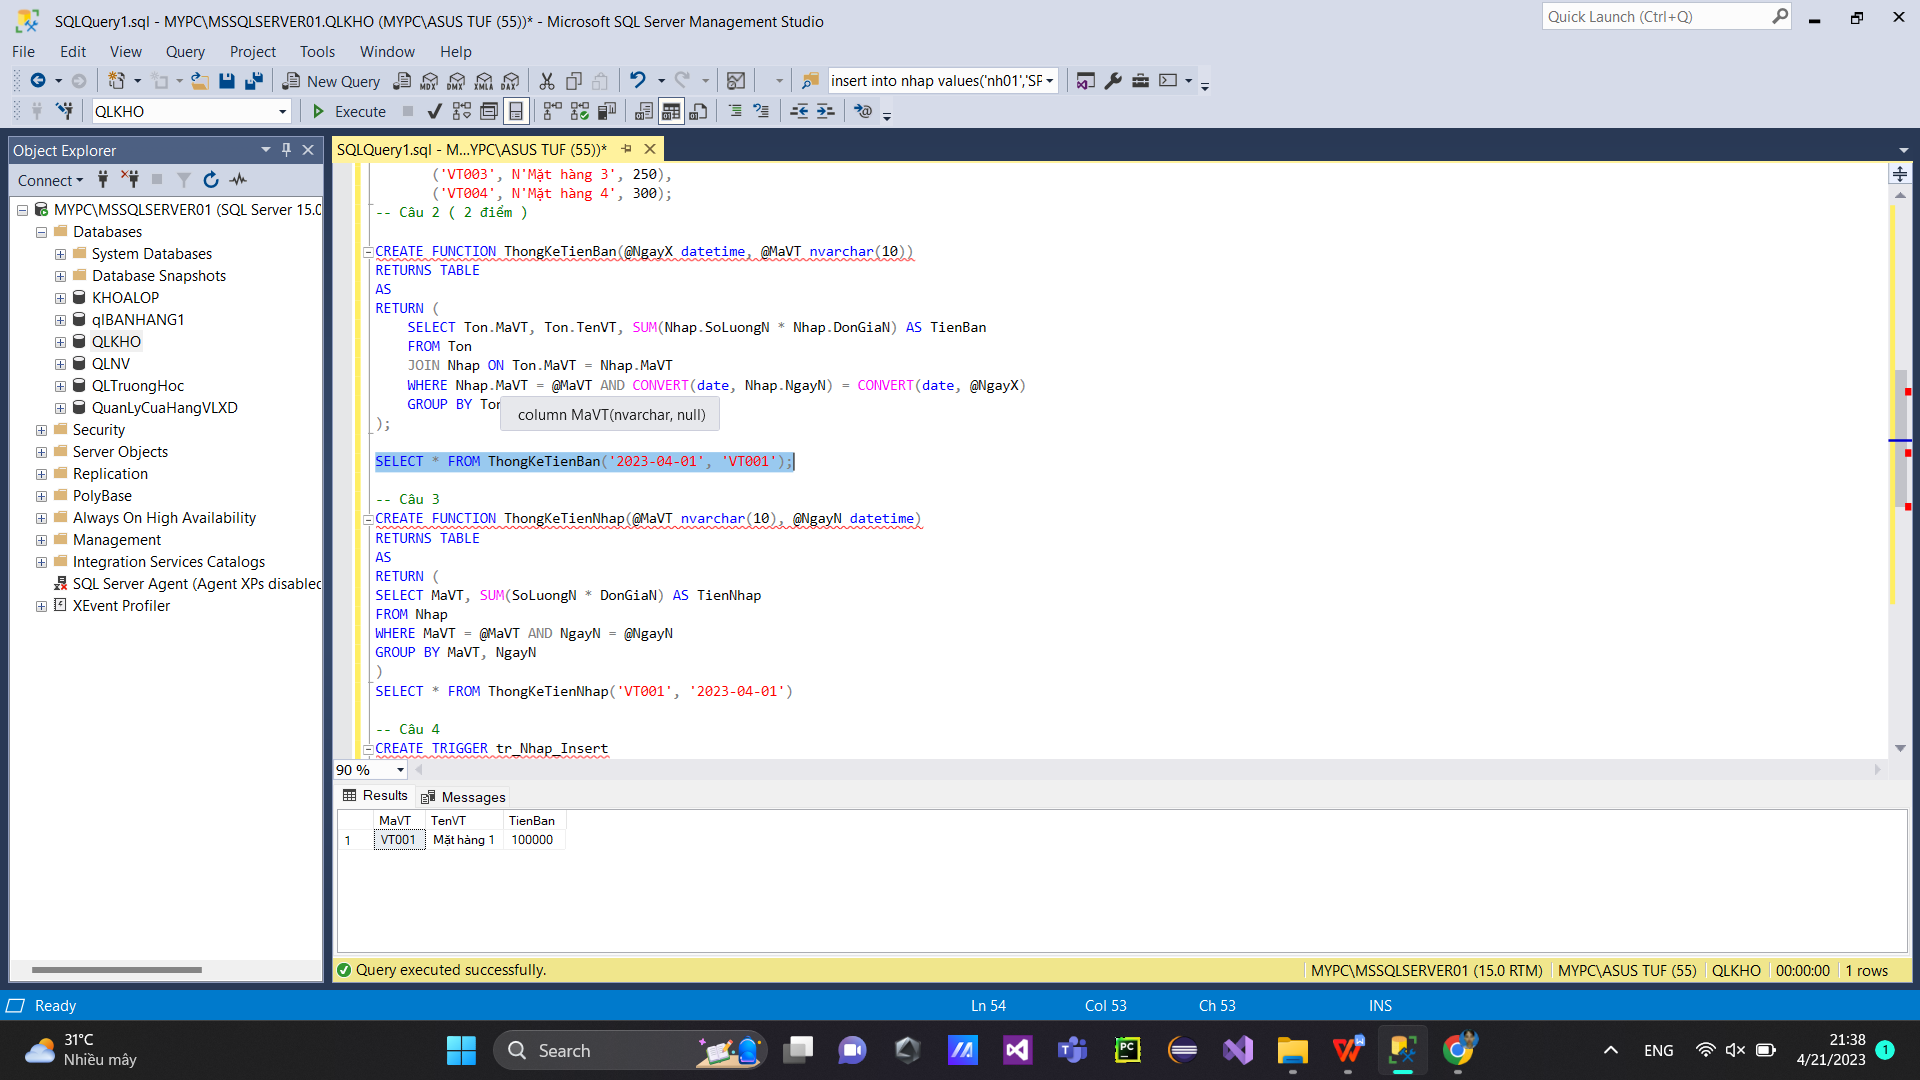 SQLQuery1.sql - MYPC\MSSQLSERVER01.QLKHO (MYPC\ASUS TUF (55))* - Microsoft SQL Server Management Studio
Quick Launch (Ctrl+Q)
File Edit View Query Project Tools Window Help
New Query
MDX DMX XMLA DAX
insert into nhap values('nh01','SF
QLKHO
Execute
Object Explorer
SQLQuery1.sql - M...YPC\ASUS TUF (55))*
Connect
MYPC\MSSQLSERVER01 (SQL Server 15.0
Databases
System Databases
Database Snapshots
KHOALOP
qlBANHANG1
QLKHO
QLNV
QLTruongHoc
QuanLyCuaHangVLXD
Security
Server Objects
Replication
PolyBase
Always On High Availability
Management
Integration Services Catalogs
SQL Server Agent (Agent XPs disabled
XEvent Profiler
('VT003', N'Mặt hàng 3', 250),
('VT004', N'Mặt hàng 4', 300);
-- Câu 2 ( 2 điểm )
CREATE FUNCTION ThongKeTienBan(@NgayX datetime, @MaVT nvarchar(10))
RETURNS TABLE
AS
RETURN (
SELECT Ton.MaVT, Ton.TenVT, SUM(Nhap.SoLuongN * Nhap.DonGiaN) AS TienBan
FROM Ton
JOIN Nhap ON Ton.MaVT = Nhap.MaVT
WHERE Nhap.MaVT = @MaVT AND CONVERT(date, Nhap.NgayN) = CONVERT(date, @NgayX)
GROUP BY Ton
column MaVT(nvarchar, null)
);
SELECT * FROM ThongKeTienBan('2023-04-01', 'VT001');
-- Câu 3
CREATE FUNCTION ThongKeTienNhap(@MaVT nvarchar(10), @NgayN datetime)
RETURNS TABLE
AS
RETURN (
SELECT MaVT, SUM(SoLuongN * DonGiaN) AS TienNhap
FROM Nhap
WHERE MaVT = @MaVT AND NgayN = @NgayN
GROUP BY MaVT, NgayN
)
SELECT * FROM ThongKeTienNhap('VT001', '2023-04-01')
-- Câu 4
CREATE TRIGGER tr_Nhap_Insert
90 %
Results Messages
MaVT TenVT TienBan
1 VT001 Mặt hàng 1 100000
Query executed successfully.
MYPC\MSSQLSERVER01 (15.0 RTM) MYPC\ASUS TUF (55) QLKHO 00:00:00 1 rows
Ready
Ln 54 Col 53 Ch 53 INS
31°C
Nhiều mây
Search
PC
ENG
21:38
4/21/2023
1